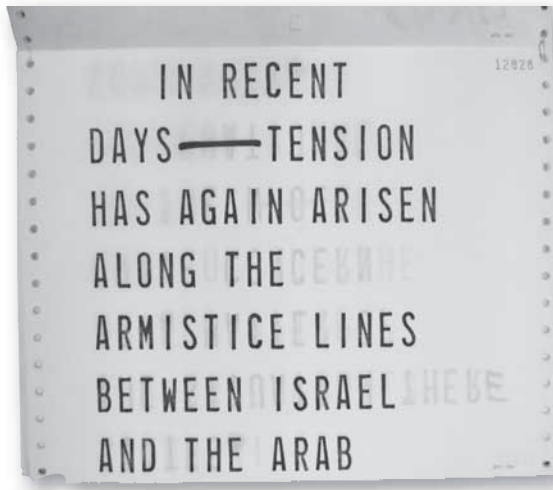 12828
IN RECENT
DAYS——TENSION
HAS AGAIN ARISEN
ALONG THE
ARMISTICE LINES
BETWEEN ISRAEL
AND THE ARAB